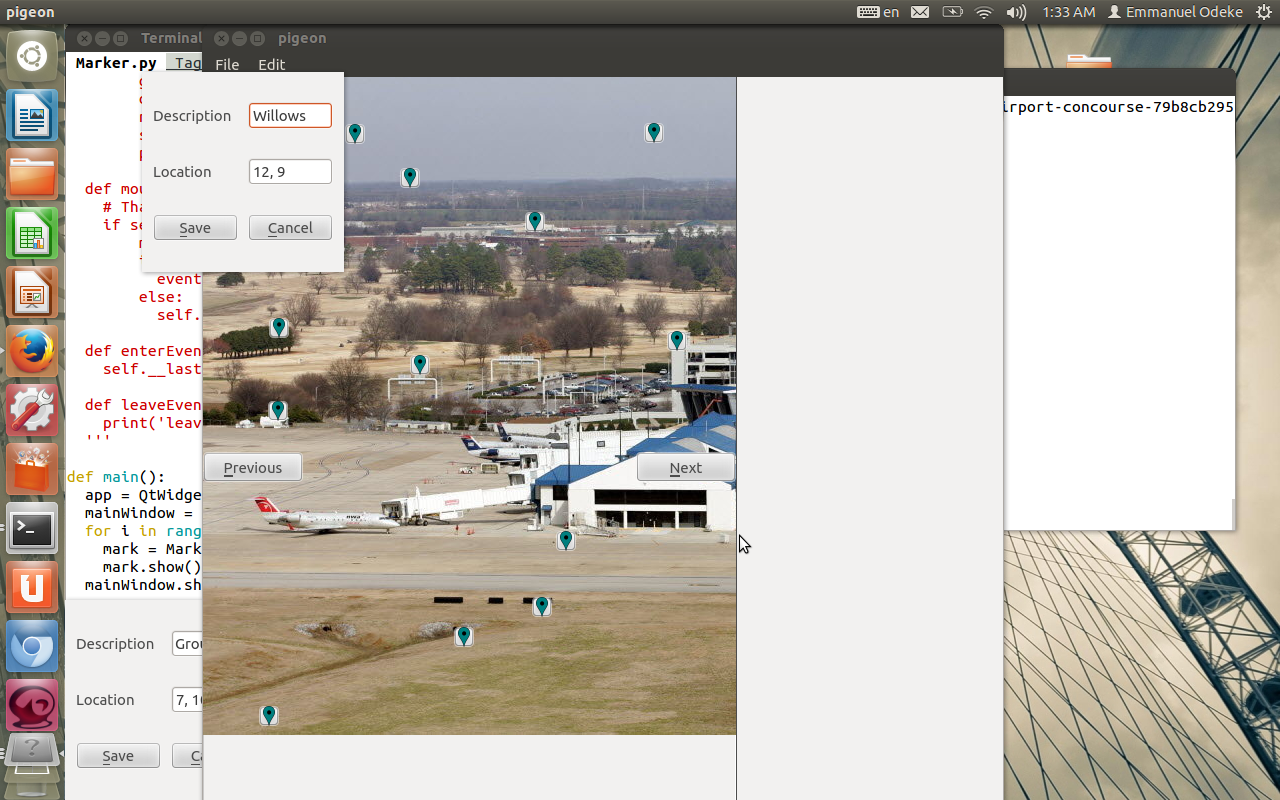 pigeon
en
1:33 AM
Emmanuel Odeke
Terminal
pigeon
Marker.py
Tag
File
Edit
irport-concourse-79b8cb295
Description
Willows
Location
12, 9
Save
Cancel
def mou
# Tha
if se
event
else:
self.
def enterEven
self.__last
def leaveEven
print('leav
'''
def main():
app = QtWidge
mainWindow =
for i in rang
mark = Mark
mark.show()
mainWindow.sh
Previous
Next
Description
Grou
Location
7, 16
Save
Ca